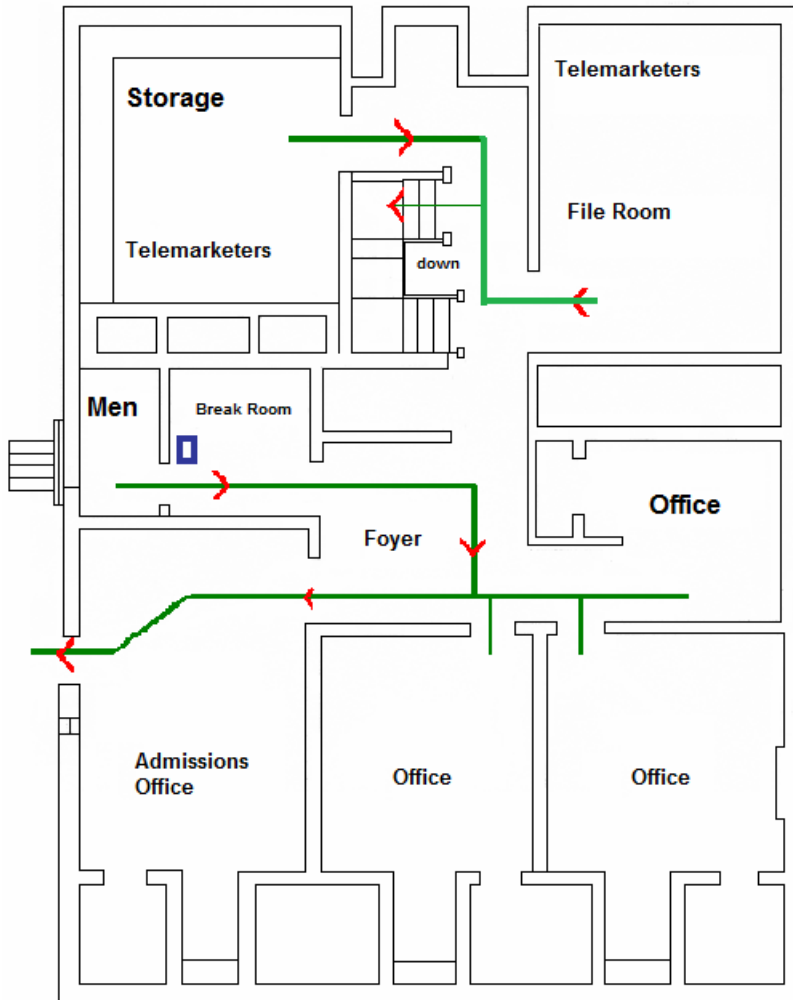 Telemarketers
Storage
File Room
Telemarketers
down
Men
Break Room
Office
Foyer
Admissions
Office
Office
Office